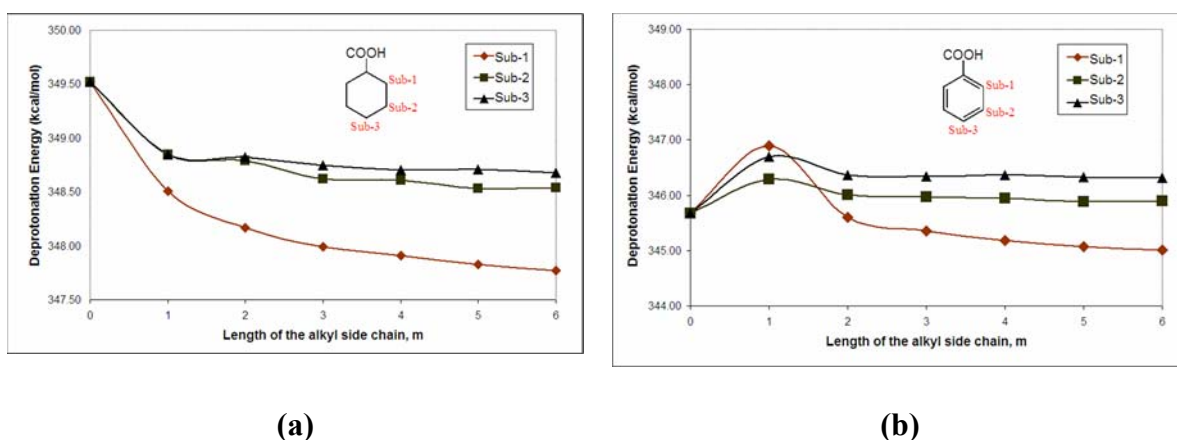 350.00
349.50
349.00
348.50
348.00
347.50
Deprotonation Energy (kcal/mol)
0 1 2 3 4 5 6
Length of the alkyl side chain, m
COOH
Sub-1
Sub-2
Sub-3
Sub-1
Sub-2
Sub-3
(a)
349.00
348.00
347.00
346.00
345.00
344.00
Deprotonation Energy (kcal/mol)
0 1 2 3 4 5 6
Length of the alkyl side chain, m
COOH
Sub-1
Sub-2
Sub-3
Sub-1
Sub-2
Sub-3
(b)